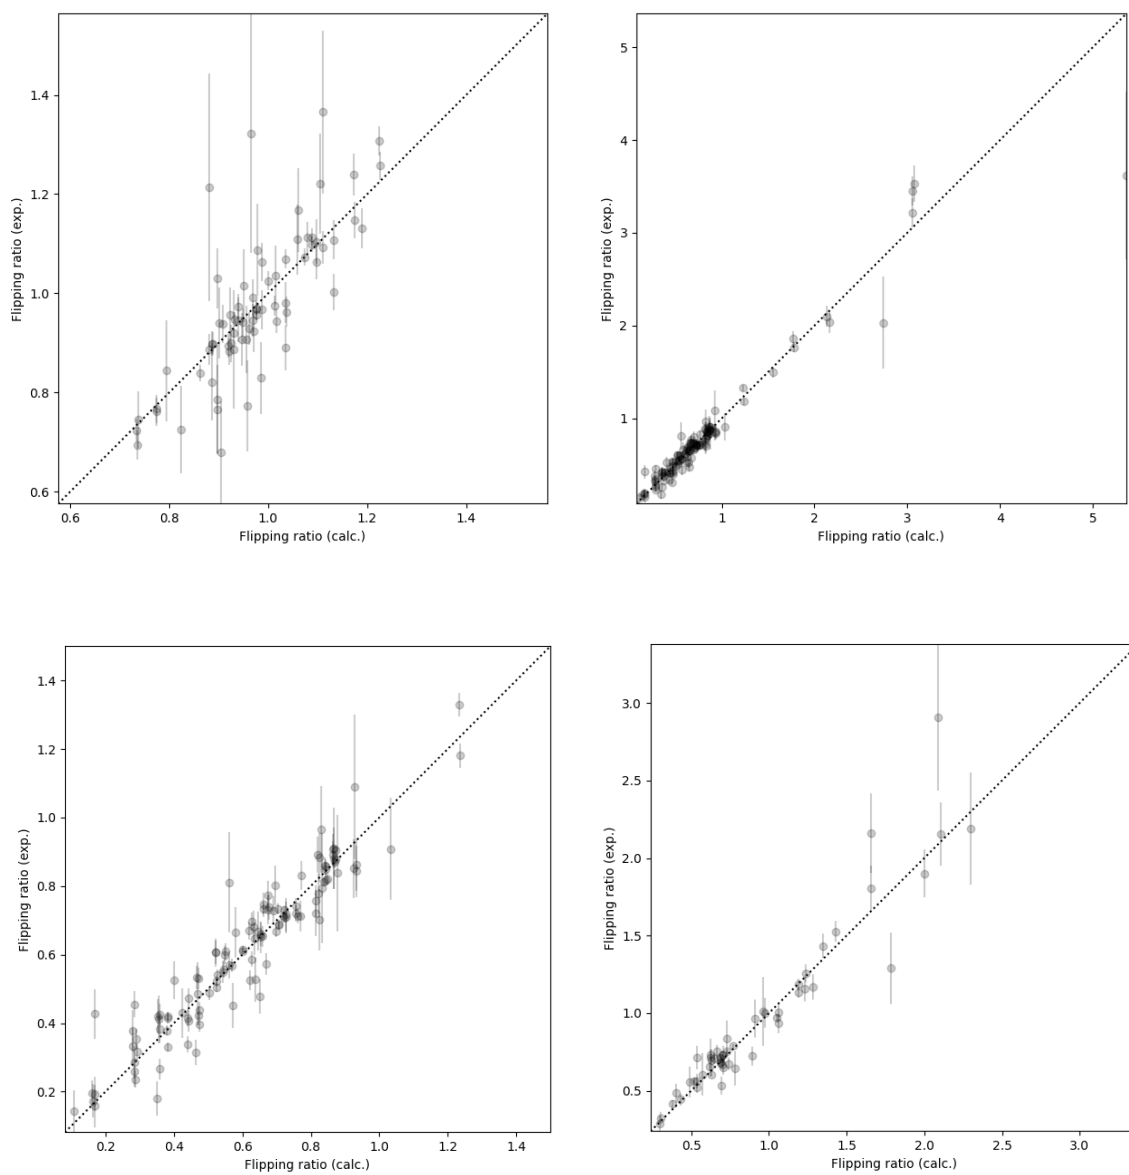 1.4
1.2
1.0
0.8
0.6
Flipping ratio (exp.)
0.6 0.8 1.0 1.2 1.4
Flipping ratio (calc.)
5
4
3
2
1
Flipping ratio (exp.)
1 2 3 4 5
Flipping ratio (calc.)
1.4
1.2
1.0
0.8
0.6
0.4
0.2
Flipping ratio (exp.)
0.2 0.4 0.6 0.8 1.0 1.2 1.4
Flipping ratio (calc.)
3.0
2.5
2.0
1.5
1.0
0.5
Flipping ratio (exp.)
0.5 1.0 1.5 2.0 2.5 3.0
Flipping ratio (calc.)